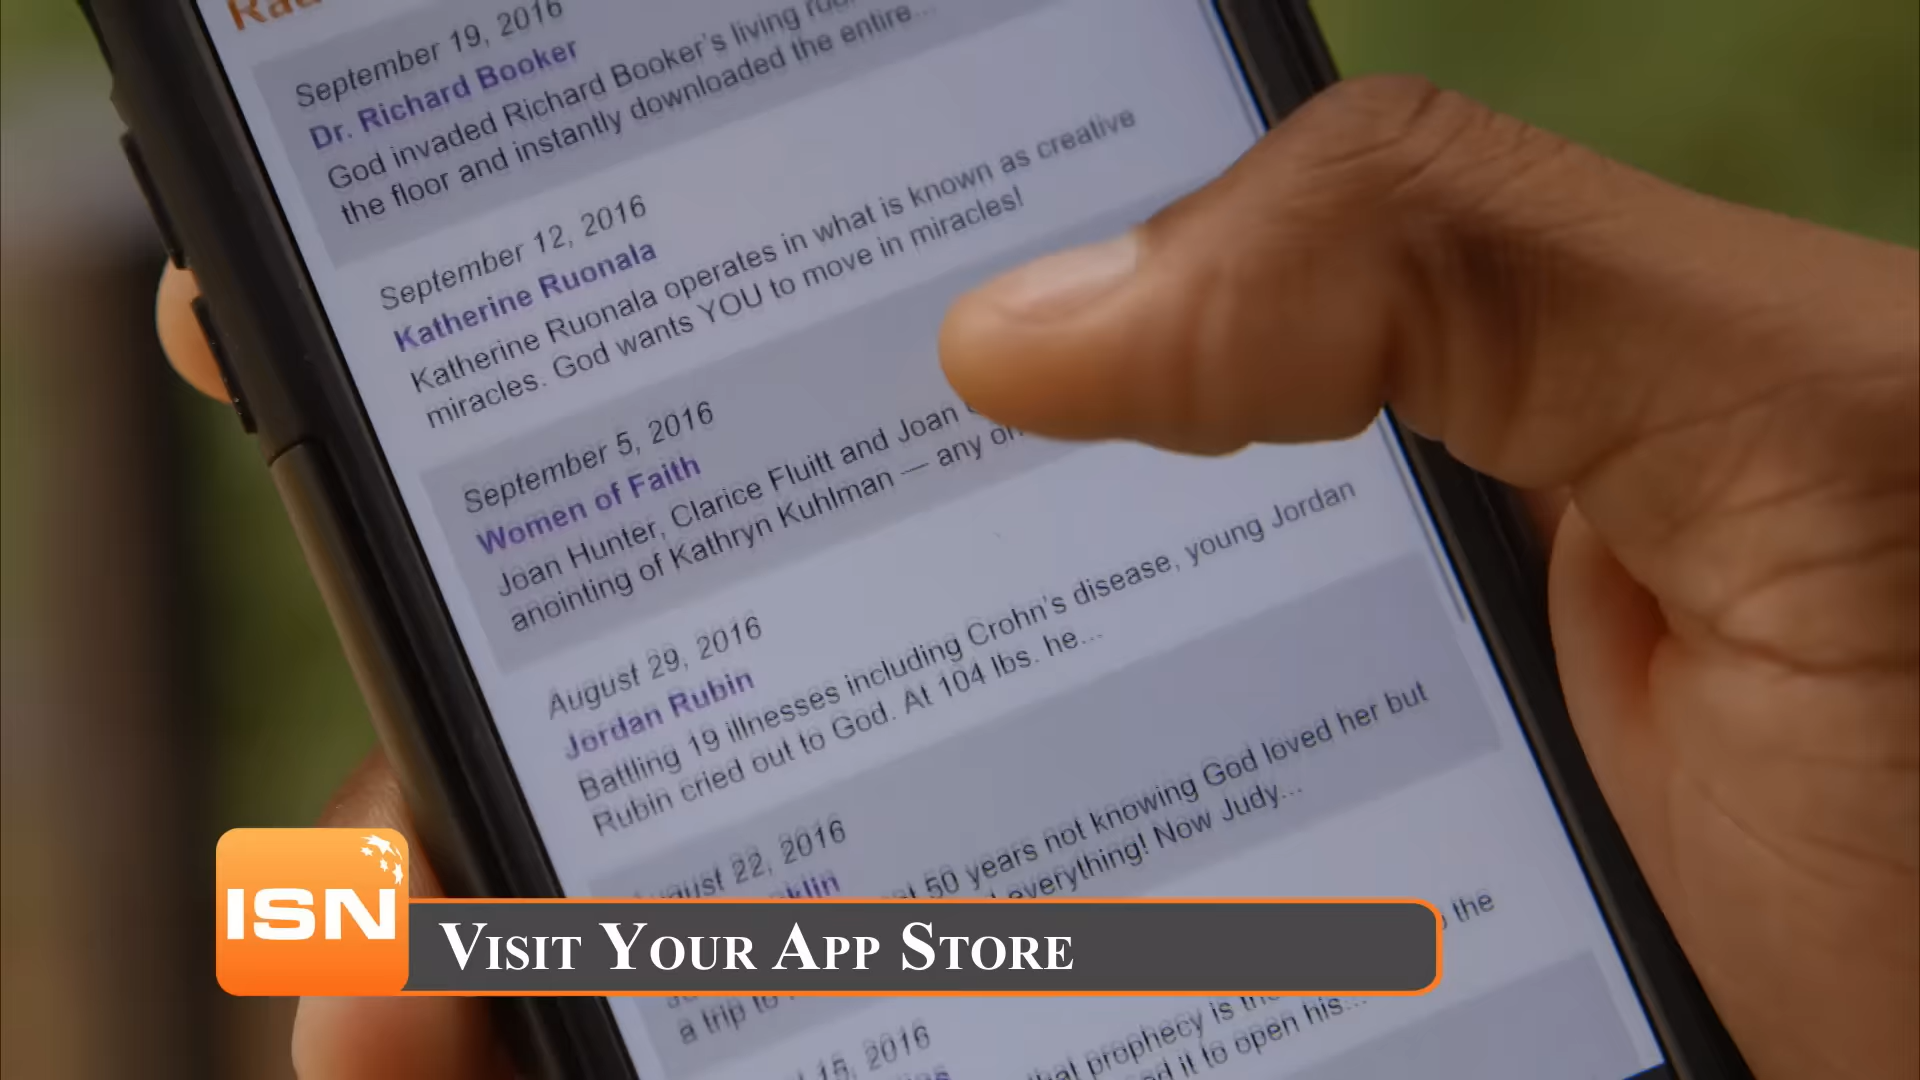 September 19, 2016
Dr. Richard Booker
God invaded Richard Booker's living
the floor and instantly downloaded the entire...
September 12, 2016
Katherine Ruonala
Katherine Ruonala operates in what is known as creative
miracles. God wants YOU to move in miracles!
September 5, 2016
Women of Faith
Joan Hunter, Clarice Fluitt and Joan
anointing of Kathryn Kuhlman — any
August 29, 2016
Jordan Rubin
Battling 19 illnesses including Crohn's disease, young Jordan
Rubin cried out to God. At 104 lbs. he...
22, 2016
50 years not knowing God loved her but
everything! Now Judy...
the
a trip to
15, 2016
prophecy is
it to open his...
ISN
VISIT YOUR APP STORE